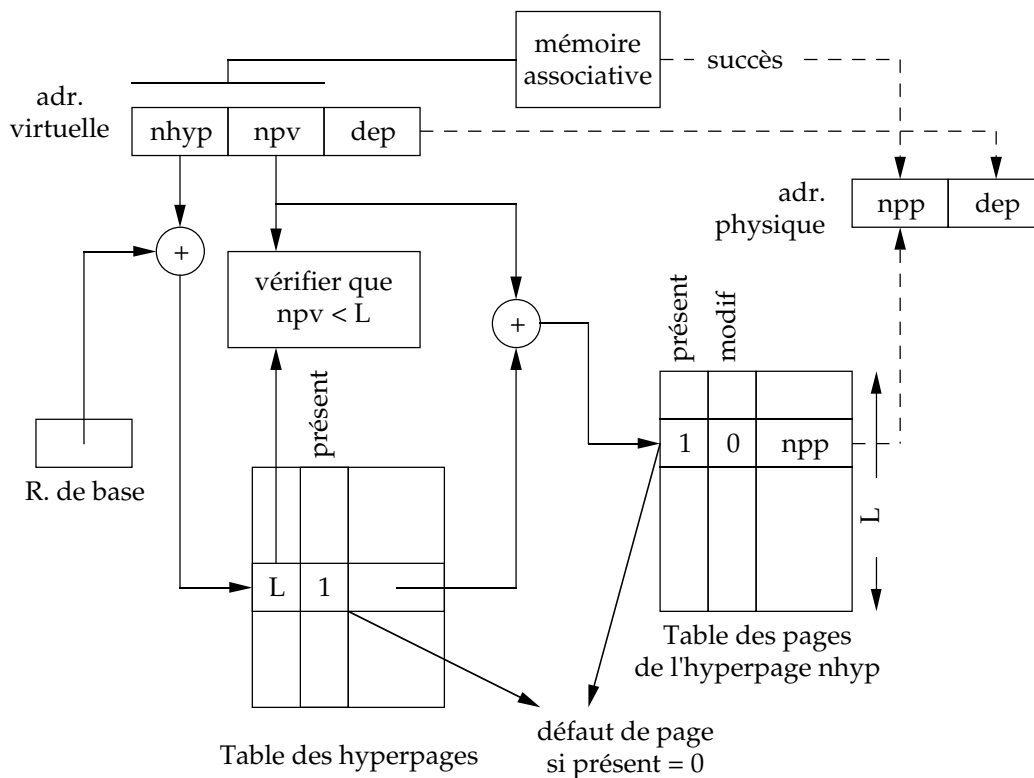 mémoire
associative
succès
adr.
virtuelle
nhyp
npv
dep
adr.
physique
npp
dep
+
vérifier que
npv < L
+
présent
modif
présent
1
0
npp
R. de base
L
L
1
Table des pages
de l'hyperpage nhyp
défaut de page
si présent = 0
Table des hyperpages